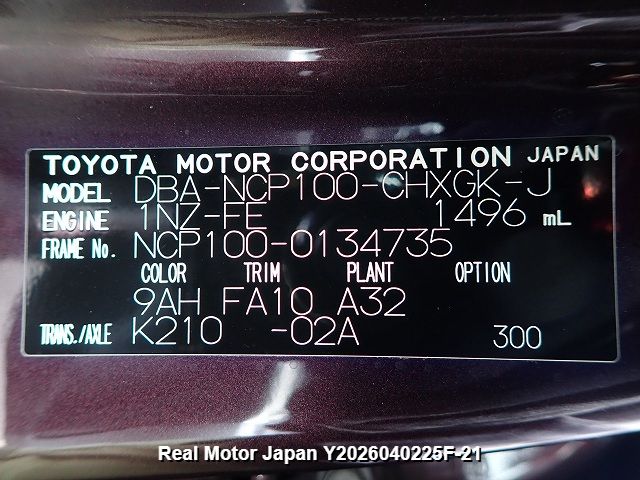 TOYOTA MOTOR CORPORATION JAPAN
MODEL DBA-NCP100-CHXGK-J
ENGINE 1NZ-FE 1496 mL
FRAME No. NCP100-0134735
COLOR TRIM PLANT OPTION
9AH FA10 A32
TRANS./AXLE K210 -02A 300
Real Motor Japan Y2026040225F-21